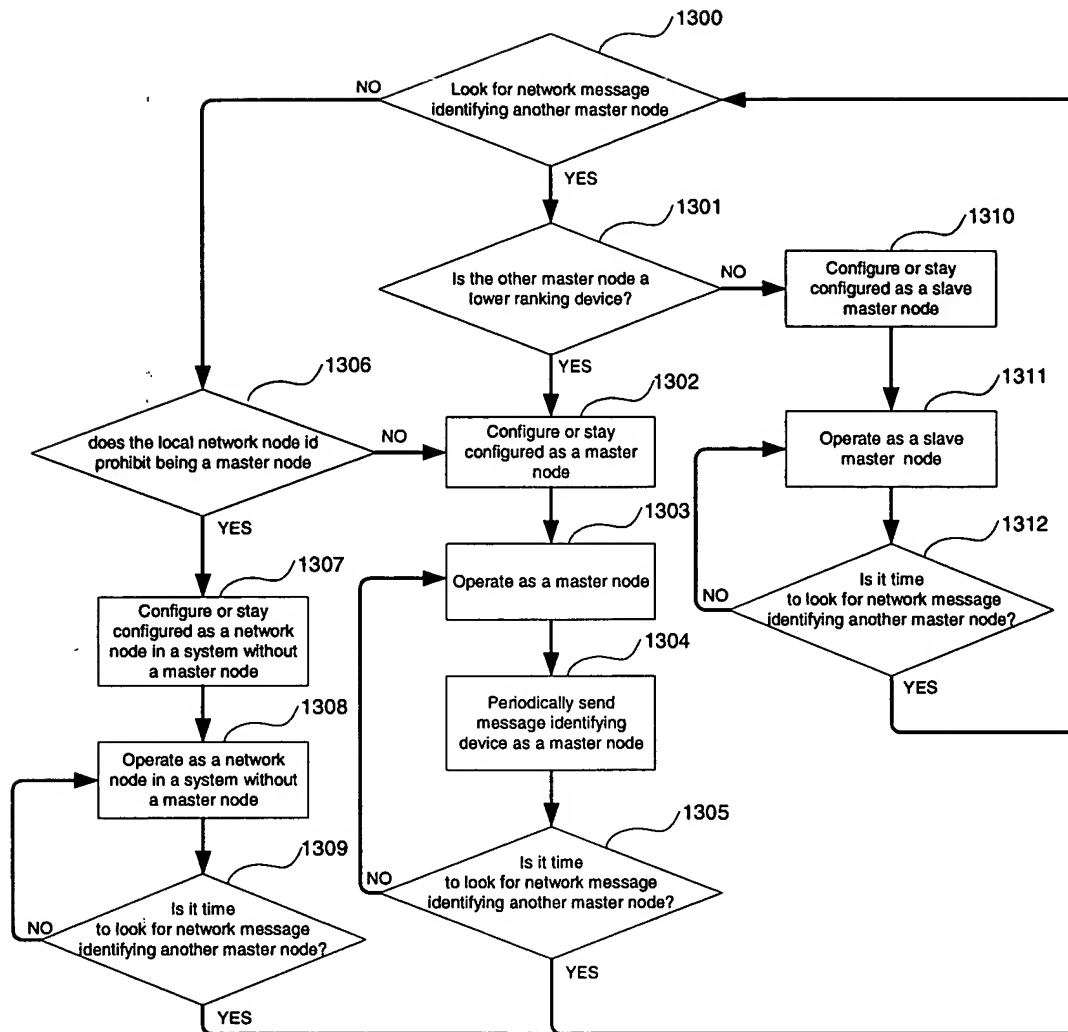 1300
NO
Look for network message
identifying another master node
YES
1301
1310
Is the other master node a
lower ranking device?
NO
Configure or stay
configured as a slave
master node
YES
1306
1302
1311
does the local network node id
prohibit being a master node
NO
Configure or stay
configured as a master
node
Operate as a slave
master node
YES
1303
1312
1307
Operate as a master node
Is it time
to look for network message
identifying another master node?
NO
Configure or stay
configured as a network
node in a system without
a master node
1304
YES
Periodically send
message identifying
device as a master node
1308
Operate as a network
node in a system without
a master node
1305
1309
Is it time
to look for network message
identifying another master node?
NO
Is it time
to look for network message
identifying another master node?
NO
YES
YES